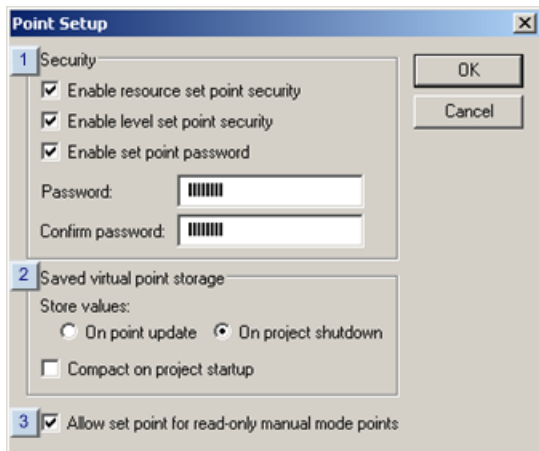 Point Setup
1 Security
Enable resource set point security
Enable level set point security
Enable set point password
Password:
Confirm password:
OK
Cancel
2 Saved virtual point storage
Store values:
On point update On project shutdown
Compact on project startup
3 Allow set point for read-only manual mode points